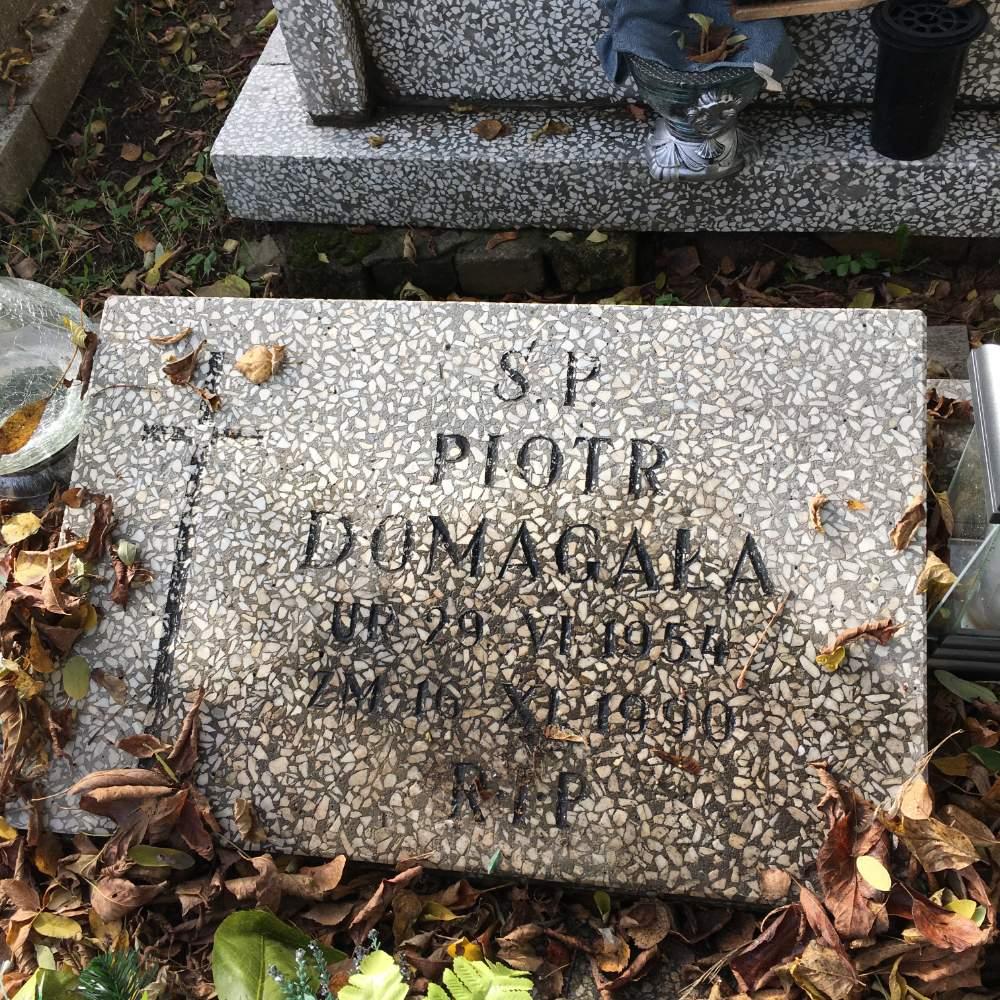 Ś.P.
PIOTR
DOMAGAŁA
UR 29 VI 1954
ZM. 16 XI. 1990
R.I.P